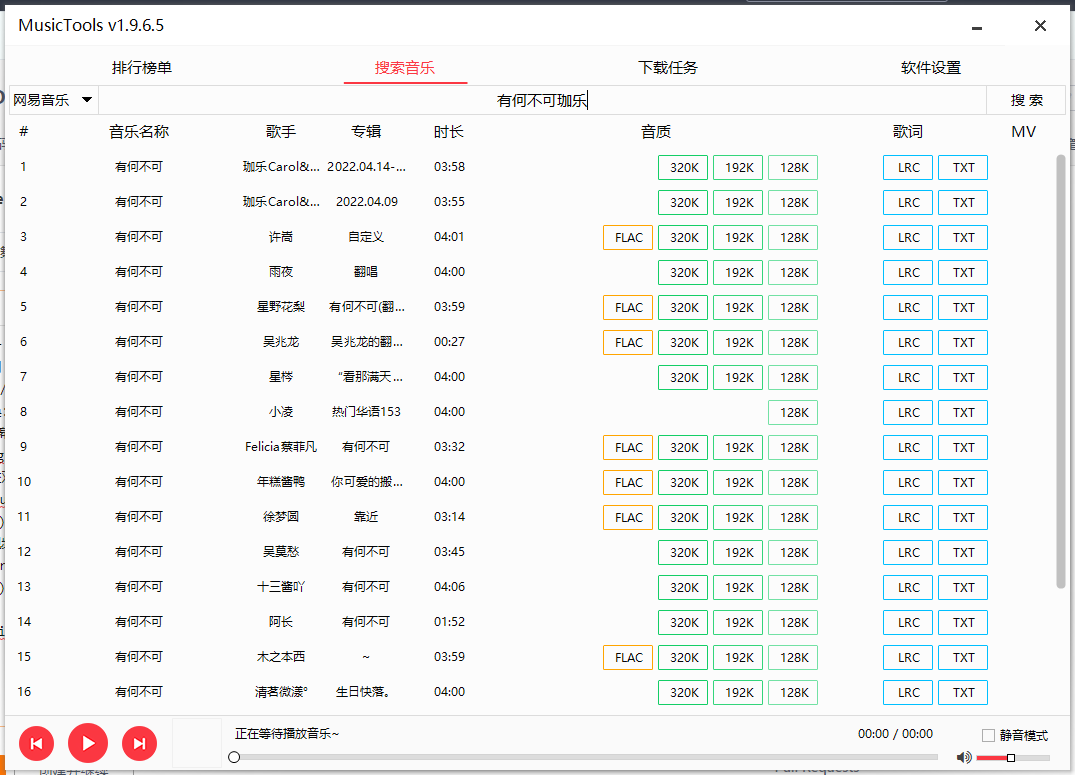 MusicTools v1.9.6.5
排行榜单 搜索音乐 下载任务 软件设置
网易音乐 有何不可珈乐 搜 索
# 音乐名称 歌手 专辑 时长 音质 歌词 MV
1 有何不可 珈乐Carol&... 2022.04.14-... 03:58 320K 192K 128K LRC TXT
2 有何不可 珈乐Carol&... 2022.04.09 03:55 320K 192K 128K LRC TXT
3 有何不可 许嵩 自定义 04:01 FLAC 320K 192K 128K LRC TXT
4 有何不可 雨夜 翻唱 04:00 320K 192K 128K LRC TXT
5 有何不可 星野花梨 有何不可(翻... 03:59 FLAC 320K 192K 128K LRC TXT
6 有何不可 吴兆龙 吴兆龙的翻... 00:27 FLAC 320K 192K 128K LRC TXT
7 有何不可 星梣 “看那满天... 04:00 320K 192K 128K LRC TXT
8 有何不可 小凌 热门华语153 04:00 128K LRC TXT
9 有何不可 Felicia蔡菲凡 有何不可 03:32 FLAC 320K 192K 128K LRC TXT
10 有何不可 年糕酱鸭 你可爱的搬... 04:00 FLAC 320K 192K 128K LRC TXT
11 有何不可 徐梦圆 靠近 03:14 FLAC 320K 192K 128K LRC TXT
12 有何不可 吴莫愁 有何不可 03:45 320K 192K 128K LRC TXT
13 有何不可 十三酱吖 有何不可 04:06 320K 192K 128K LRC TXT
14 有何不可 阿长 有何不可 01:52 320K 192K 128K LRC TXT
15 有何不可 木之本西 ~ 03:59 FLAC 320K 192K 128K LRC TXT
16 有何不可 清茗微漾° 生日快落。 04:00 320K 192K 128K LRC TXT
正在等待播放音乐~ 00:00 / 00:00 静音模式